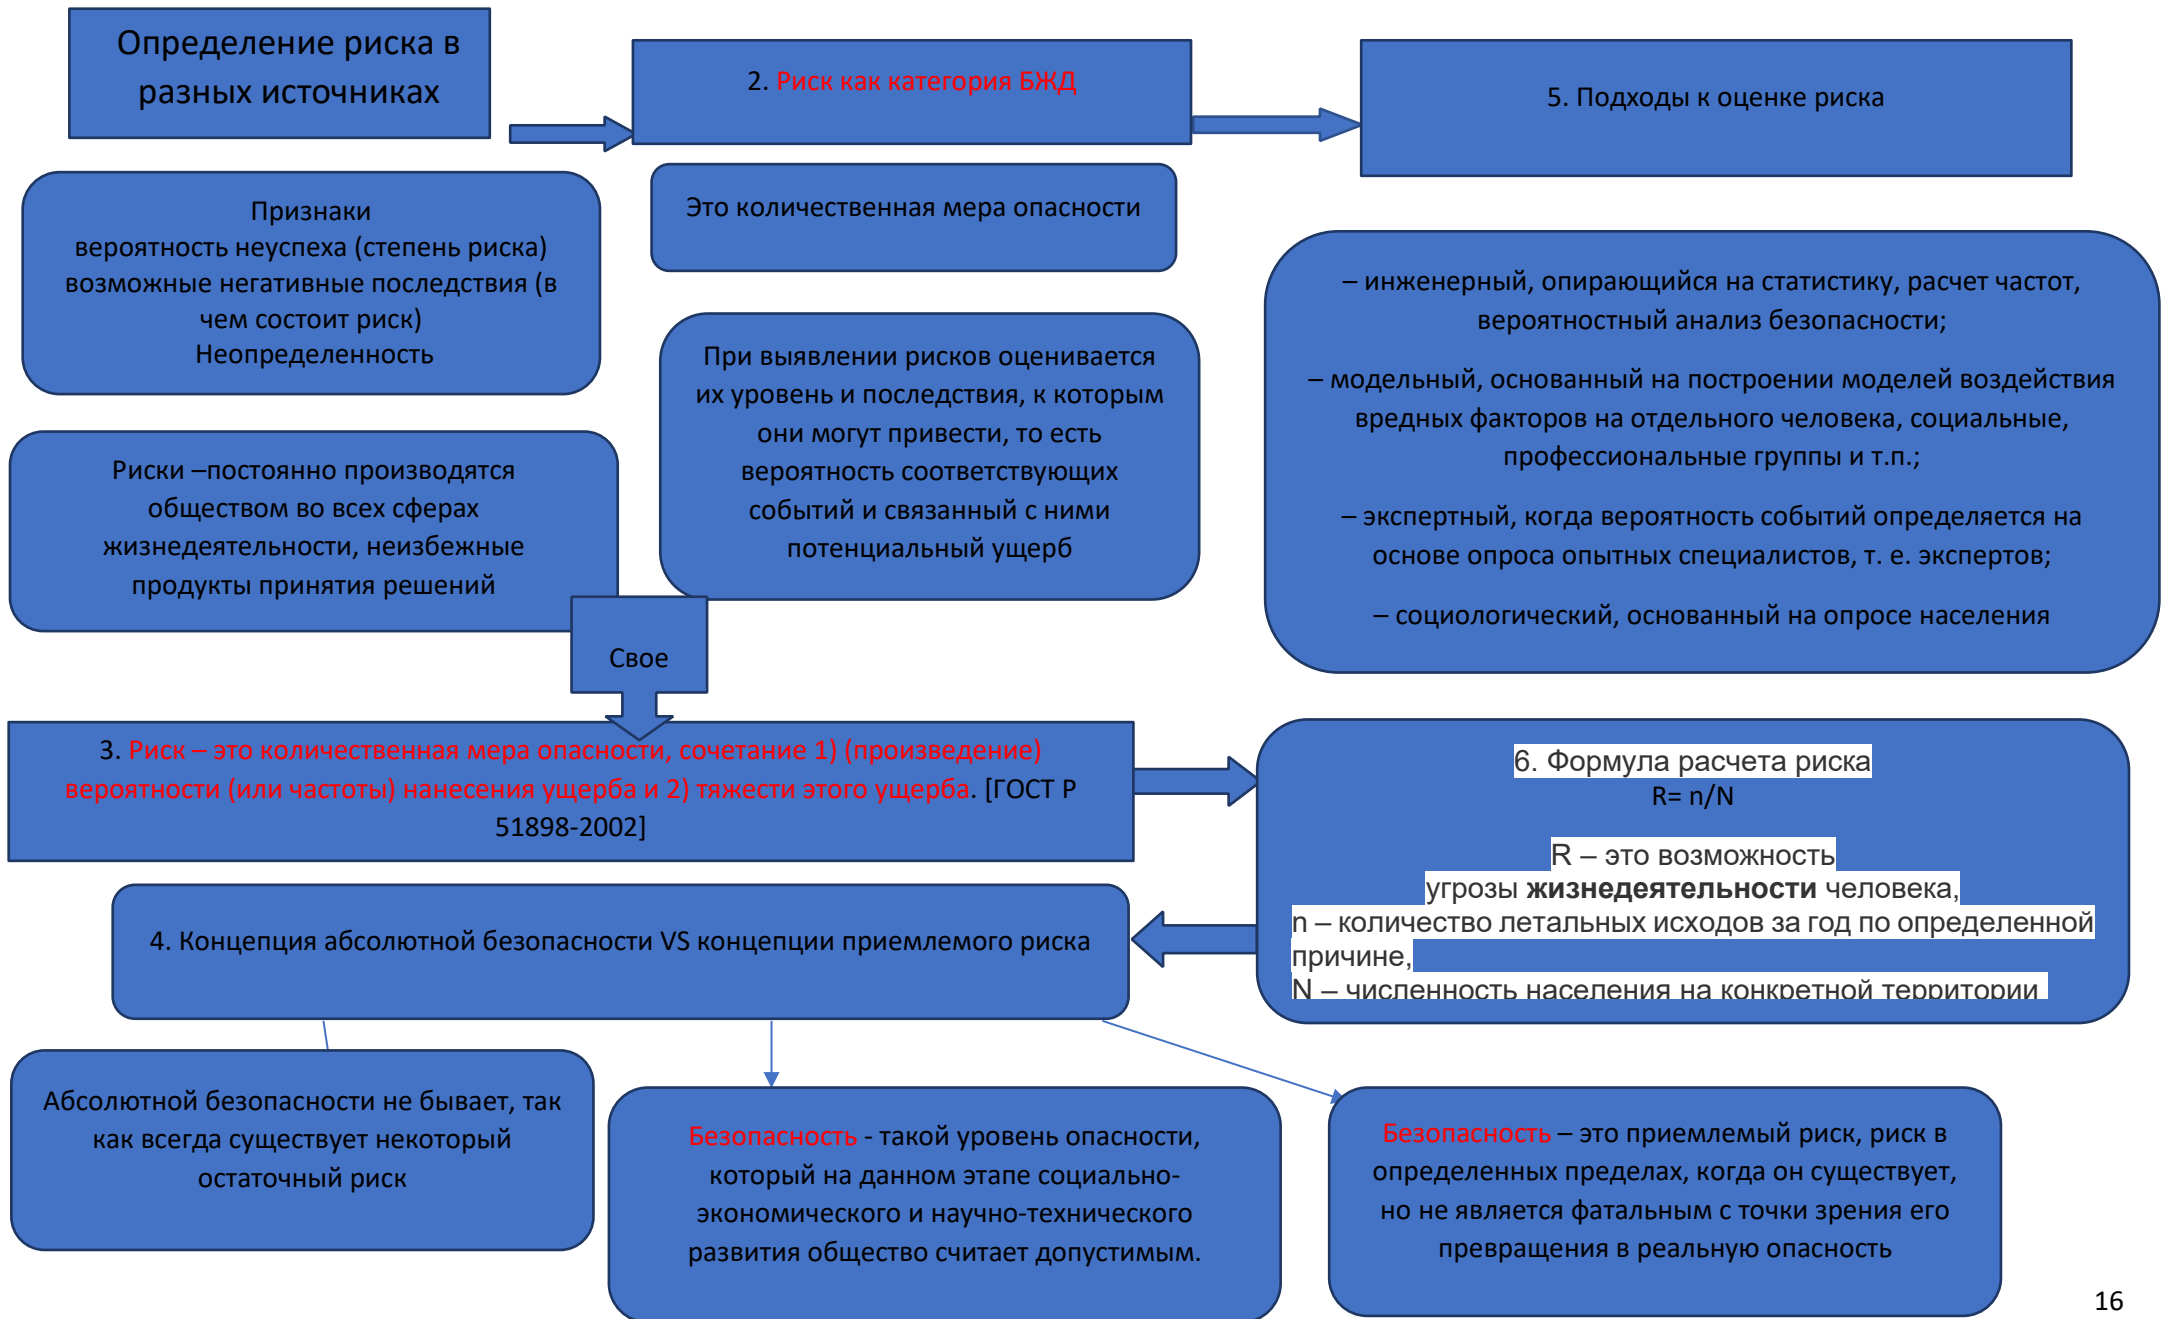 Определение риска в
разных источниках
Признаки
вероятность неуспеха (степень риска)
возможные негативные последствия (в
чем состоит риск)
Неопределенность
Риски –постоянно производятся
обществом во всех сферах
жизнедеятельности, неизбежные
продукты принятия решений
2. Риск как категория БЖД
Это количественная мера опасности
При выявлении рисков оценивается
их уровень и последствия, к которым
они могут привести, то есть
вероятность соответствующих
событий и связанный с ними
потенциальный ущерб
5. Подходы к оценке риска
– инженерный, опирающийся на статистику, расчет частот,
вероятностный анализ безопасности;
– модельный, основанный на построении моделей воздействия
вредных факторов на отдельного человека, социальные,
профессиональные группы и т.п.;
– экспертный, когда вероятность событий определяется на
основе опроса опытных специалистов, т. е. экспертов;
– социологический, основанный на опросе населения
Свое
3. Риск – это количественная мера опасности, сочетание 1) (произведение)
вероятности (или частоты) нанесения ущерба и 2) тяжести этого ущерба. [ГОСТ Р
51898-2002]
6. Формула расчета риска
R= n/N
R – это возможность
угрозы жизнедеятельности человека,
n – количество летальных исходов за год по определенной
причине,
N – численность населения на конкретной территории
4. Концепция абсолютной безопасности VS концепции приемлемого риска
Абсолютной безопасности не бывает, так
как всегда существует некоторый
остаточный риск
Безопасность - такой уровень опасности,
который на данном этапе социально-
экономического и научно-технического
развития общество считает допустимым.
Безопасность – это приемлемый риск, риск в
определенных пределах, когда он существует,
но не является фатальным с точки зрения его
превращения в реальную опасность
16